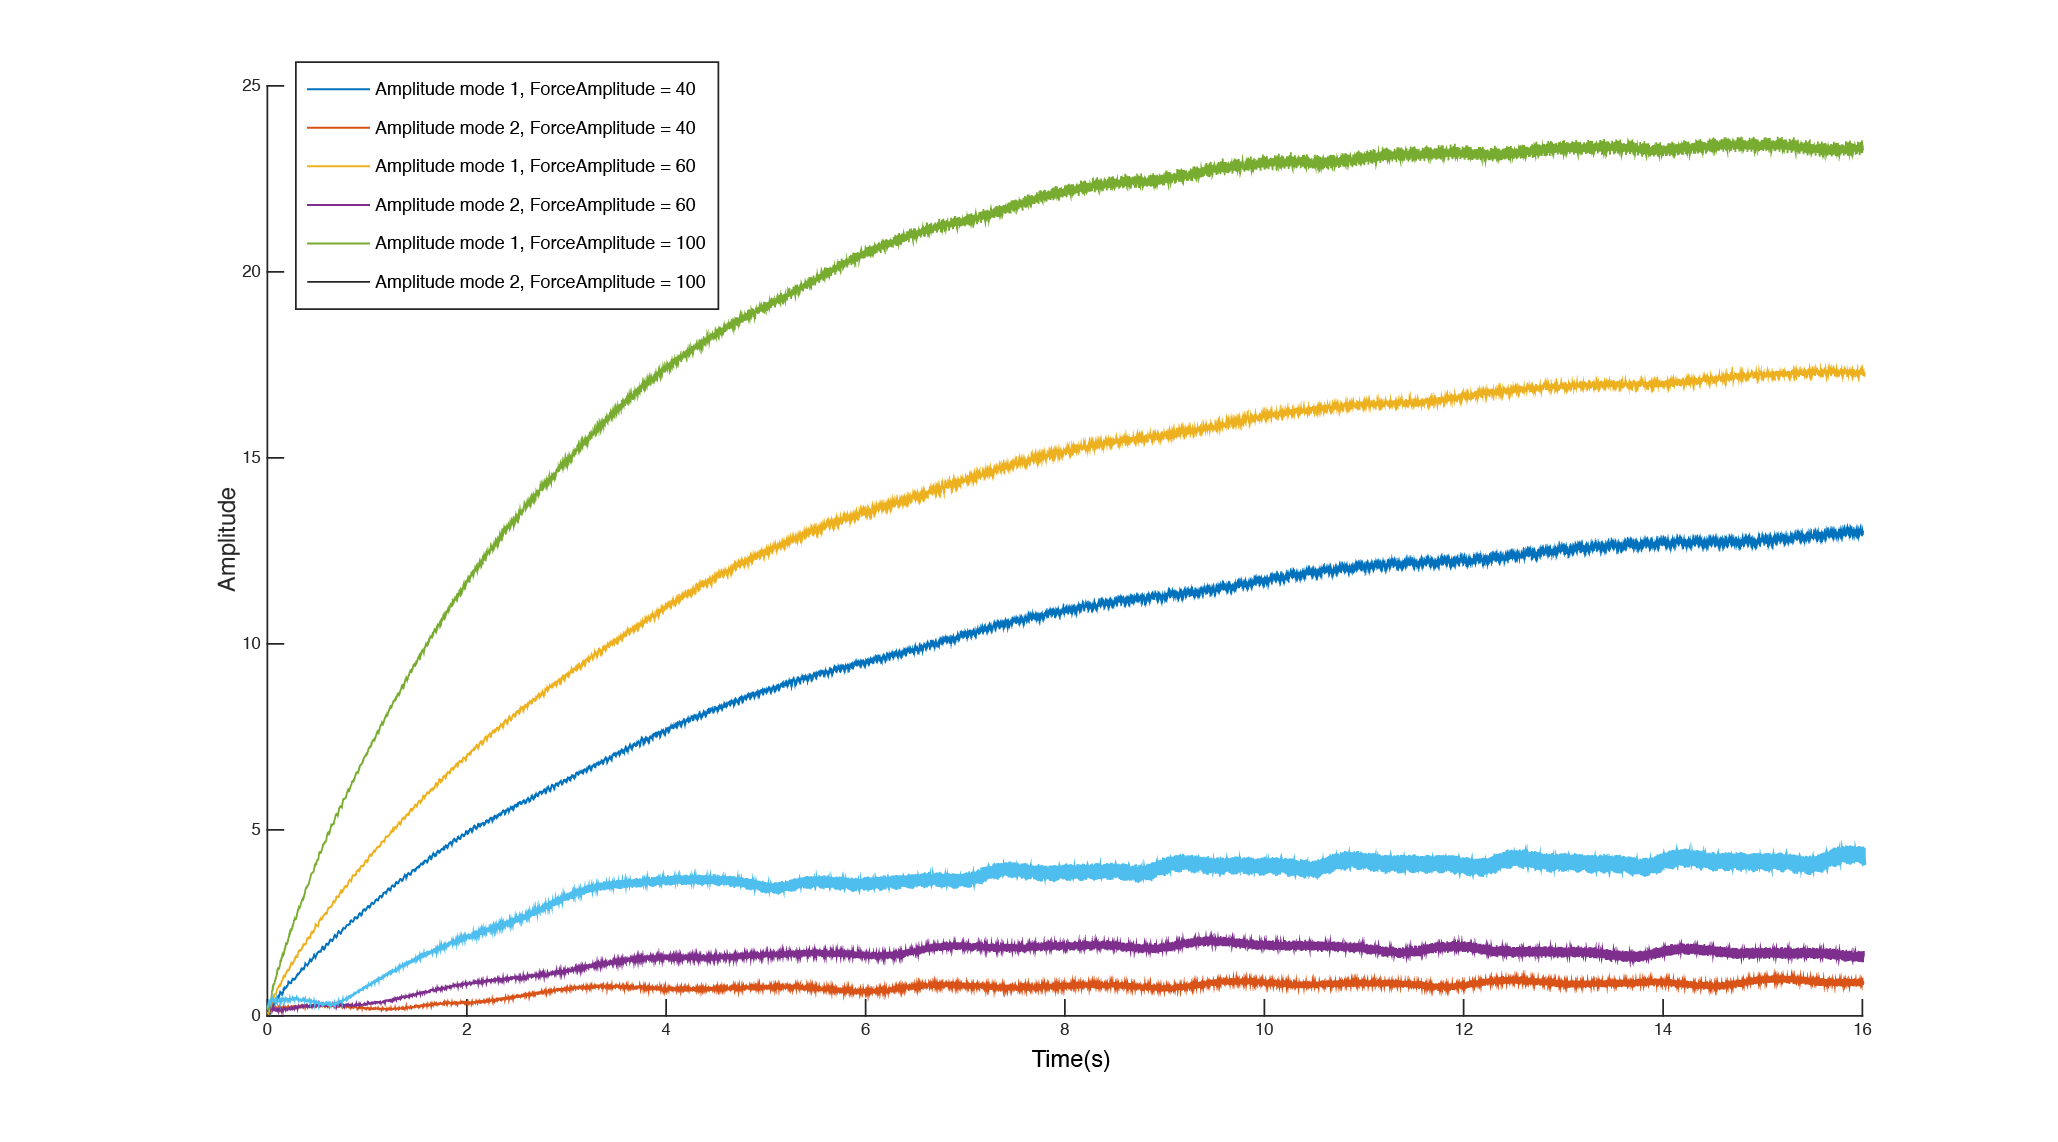 Amplitude mode 1, ForceAmplitude = 40
Amplitude mode 2, ForceAmplitude = 40
Amplitude mode 1, ForceAmplitude = 60
Amplitude mode 2, ForceAmplitude = 60
Amplitude mode 1, ForceAmplitude = 100
Amplitude mode 2, ForceAmplitude = 100
25
20
15
10
5
0
Amplitude
0 2 4 6 8 10 12 14 16
Time(s)